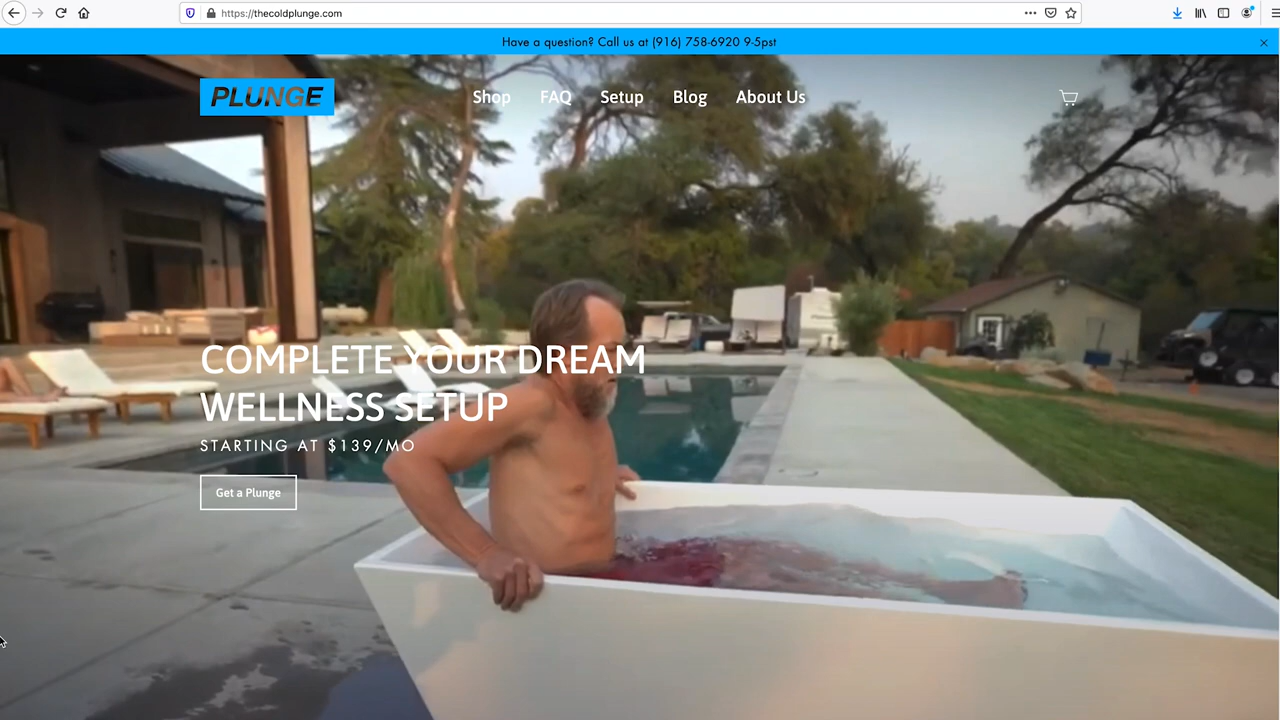 https://thecoldplunge.com
Have a question? Call us at (916) 758-6920 9-5pst
PLUNGE
Shop FAQ Setup Blog About Us
COMPLETE YOUR DREAM
WELLNESS SETUP
STARTING AT $139/MO
Get a Plunge